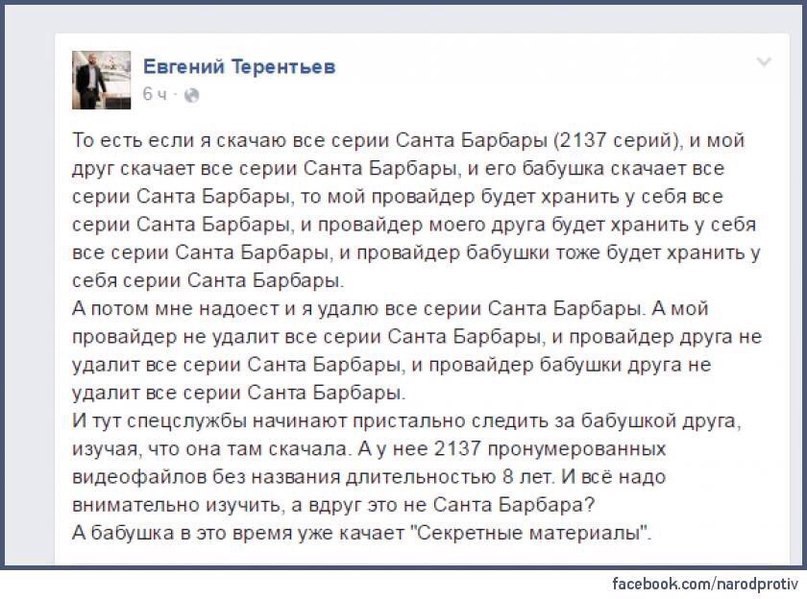 Евгений Терентьев
6 ч ·
То есть если я скачаю все серии Санта Барбары (2137 серий), и мой
друг скачает все серии Санта Барбары, и его бабушка скачает все
серии Санта Барбары, то мой провайдер будет хранить у себя все
серии Санта Барбары, и провайдер моего друга будет хранить у себя
все серии Санта Барбары, и провайдер бабушки тоже будет хранить у
себя серии Санта Барбары.
А потом мне надоест и я удалю все серии Санта Барбары. А мой
провайдер не удалит все серии Санта Барбары, и провайдер друга не
удалит все серии Санта Барбары, и провайдер бабушки друга не
удалит все серии Санта Барбары.
И тут спецслужбы начинают пристально следить за бабушкой друга,
изучая, что она там скачала. А у нее 2137 пронумерованных
видеофайлов без названия длительностью 8 лет. И всё надо
внимательно изучить, а вдруг это не Санта Барбара?
А бабушка в это время уже качает "Секретные материалы".
facebook.com/narodprotiv